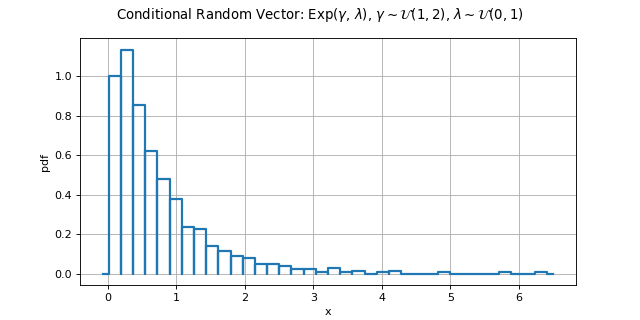 Conditional Random Vector: Exp(γ, λ), γ ~ 𝒰(1, 2), λ ~ 𝒰(0, 1)
1.0
0.8
0.6
0.4
0.2
0.0
pdf
0 1 2 3 4 5 6
x